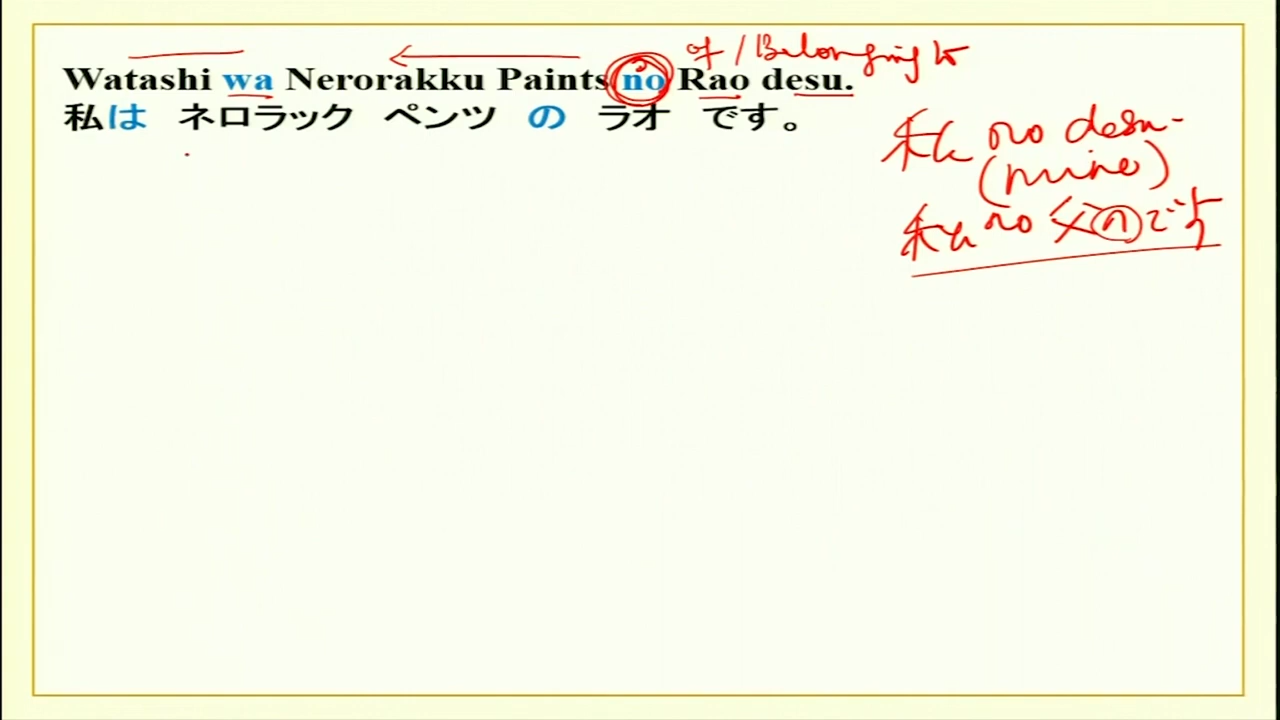 of / Belonging to
Watashi wa Nerorakku Paints no Rao desu.
私は ネロラック ペンツ の ラオ です。
私 no desu.
(mine)
私 no 父のです